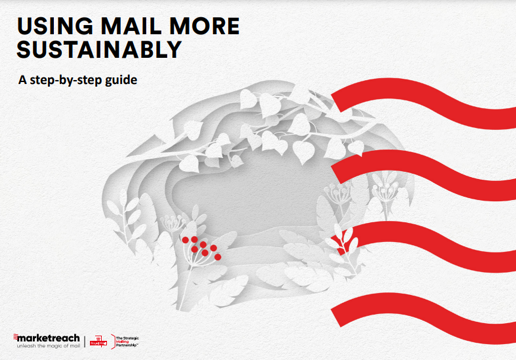 USING MAIL MORE
SUSTAINABLY
A step-by-step guide
marketreach
unleash the magic of mail
The Strategic
Mailing
Partnership